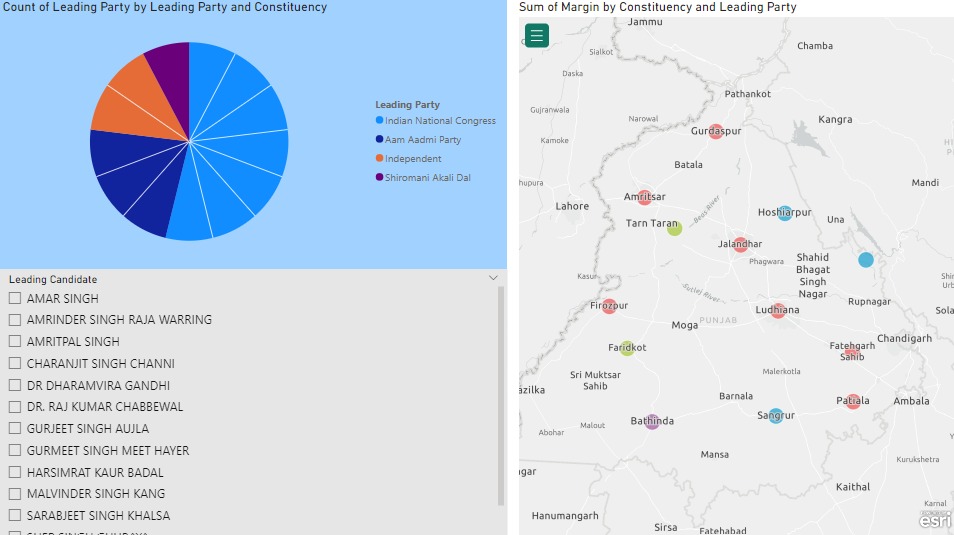 Count of Leading Party by Leading Party and Constituency
Leading Party
Indian National Congress
Aam Aadmi Party
Independent
Shiromani Akali Dal
Leading Candidate
AMAR SINGH
AMRINDER SINGH RAJA WARRING
AMRITPAL SINGH
CHARANJIT SINGH CHANNI
DR DHARAMVIRA GANDHI
DR. RAJ KUMAR CHABBEWAL
GURJEET SINGH AUJLA
GURMEET SINGH MEET HAYER
HARSIMRAT KAUR BADAL
MALVINDER SINGH KANG
SARABJEET SINGH KHALSA
Sum of Margin by Constituency and Leading Party
Jammu
Chamba
Sialkot
Daska
Pathankot
Gujranwala
Narowal
Kangra
Gurdaspur
Kamoke
Batala
Mandi
Amritsar
Lahore
Beas River
Hoshiarpur
Una
Tarn Taran
Jalandhar
Phagwara
Shahid
Bhagat
Singh
Nagar
Kasur
Sutlej River
Rupnagar
Firozpur
Ludhiana
Moga
PUNJAB
Chandigarh
Faridkot
Fatehgarh
Sahib
Malerkotla
Sri Muktsar
Sahib
azilka
Barnala
Patiala
Ambala
Bathinda
Sangrur
Abohar
Malout
Mansa
Kurukshetra
Kaithal
Karnal
Hanumangarh
Sirsa
Fatehabad
esri